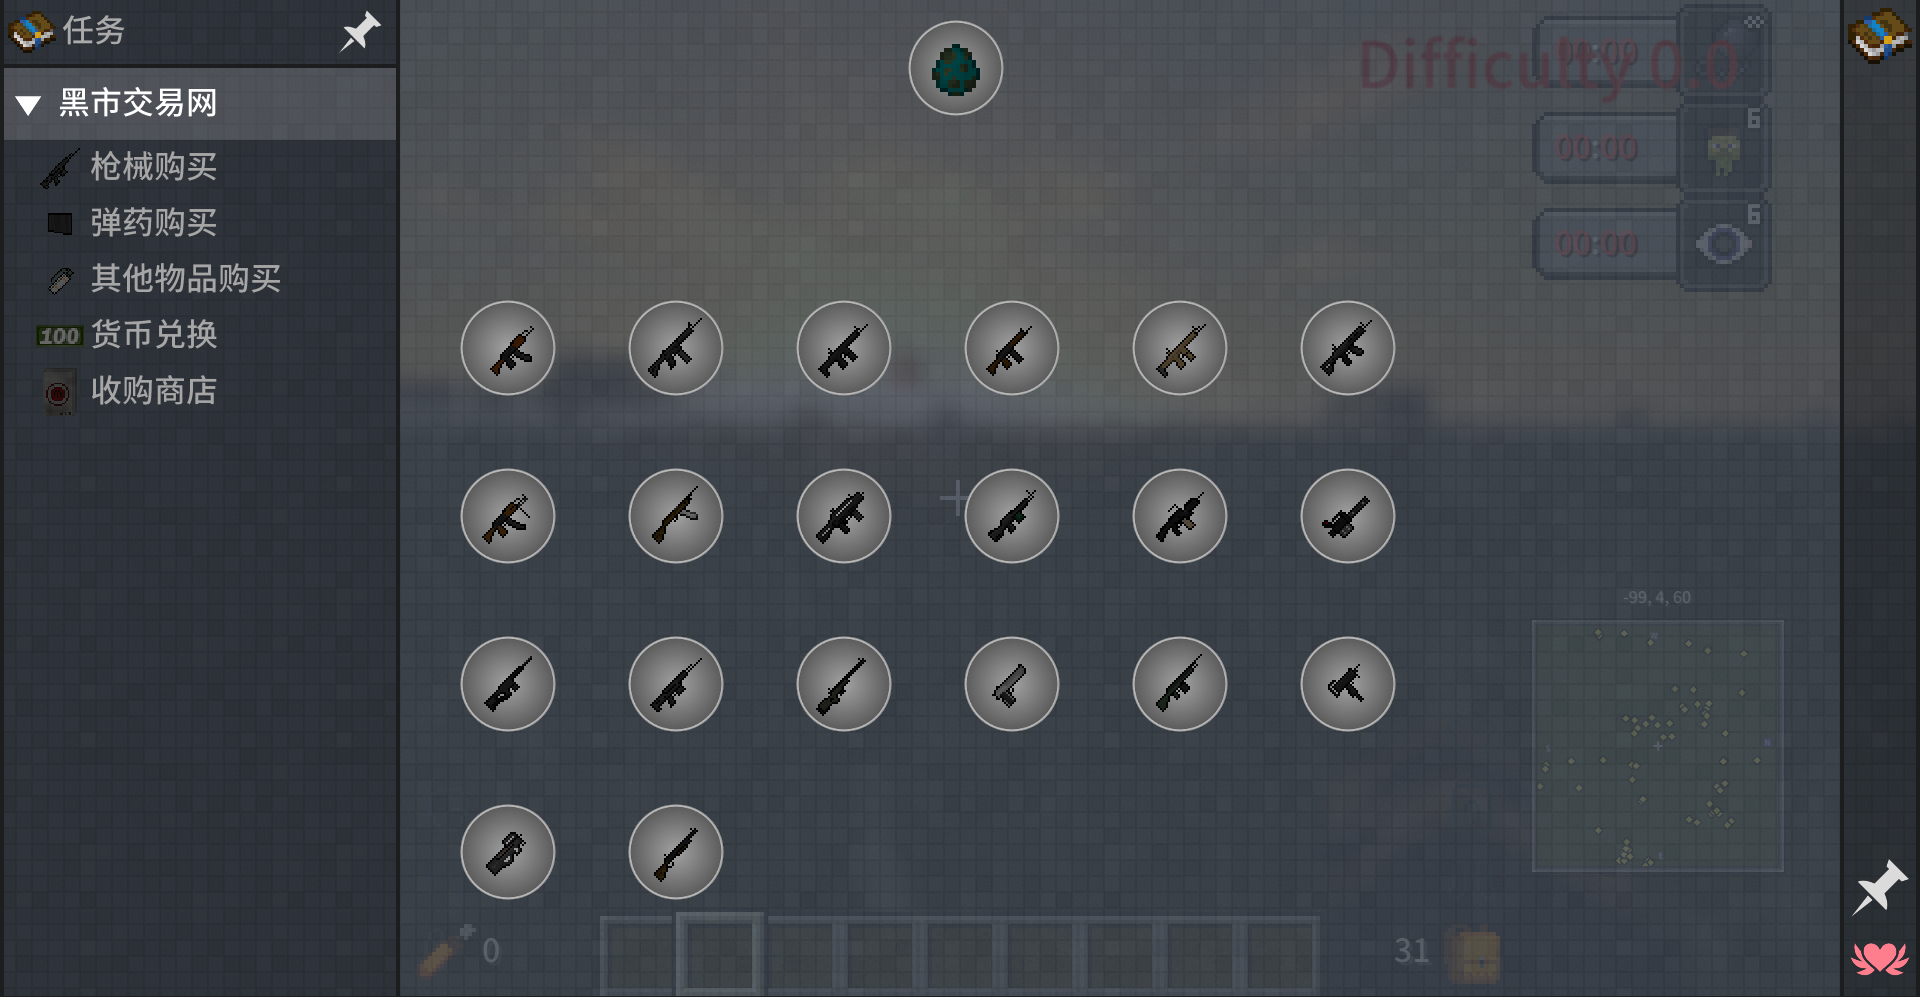 任务
黑市交易网
枪械购买
弹药购买
其他物品购买
100 货币兑换
收购商店
Difficulty 0.0
00:00
00:00 6
00:00 6
-99, 4, 60
0
31